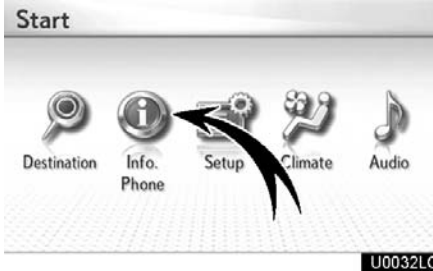 Start
Destination
Info.
Phone
Setup
Climate
Audio
U0032LC